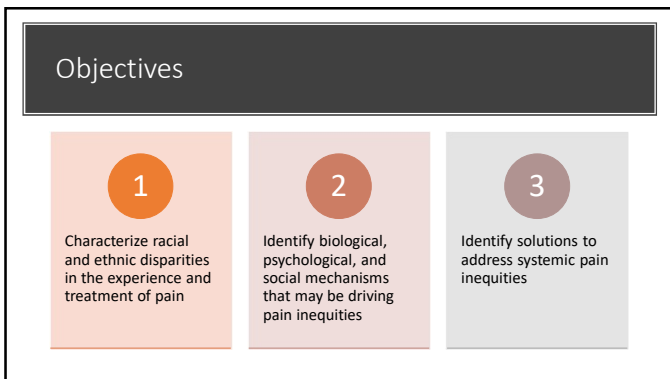 Objectives
1
Characterize racial
and ethnic disparities
in the experience and
treatment of pain
2
Identify biological,
psychological, and
social mechanisms
that may be driving
pain inequities
3
Identify solutions to
address systemic pain
inequities